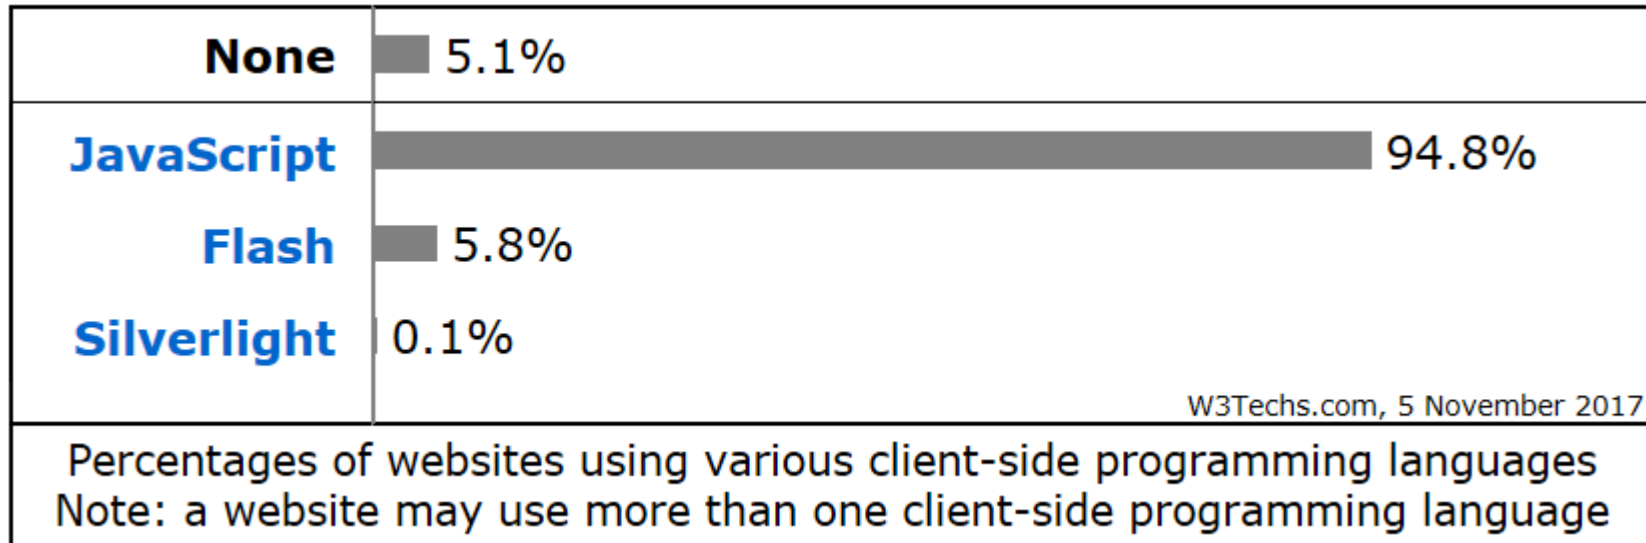 None 5.1%
JavaScript 94.8%
Flash 5.8%
Silverlight 0.1%
W3Techs.com, 5 November 2017
Percentages of websites using various client-side programming languages
Note: a website may use more than one client-side programming language